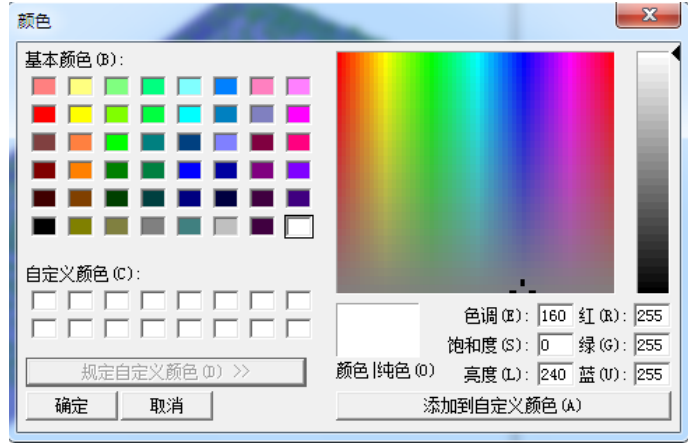 颜色
基本颜色(B):
自定义颜色(C):
规定自定义颜色(D) >>
确定
取消
颜色|纯色(O)
色调(E): 160
饱和度(S): 0
亮度(L): 240
红(R): 255
绿(G): 255
蓝(U): 255
添加到自定义颜色(A)